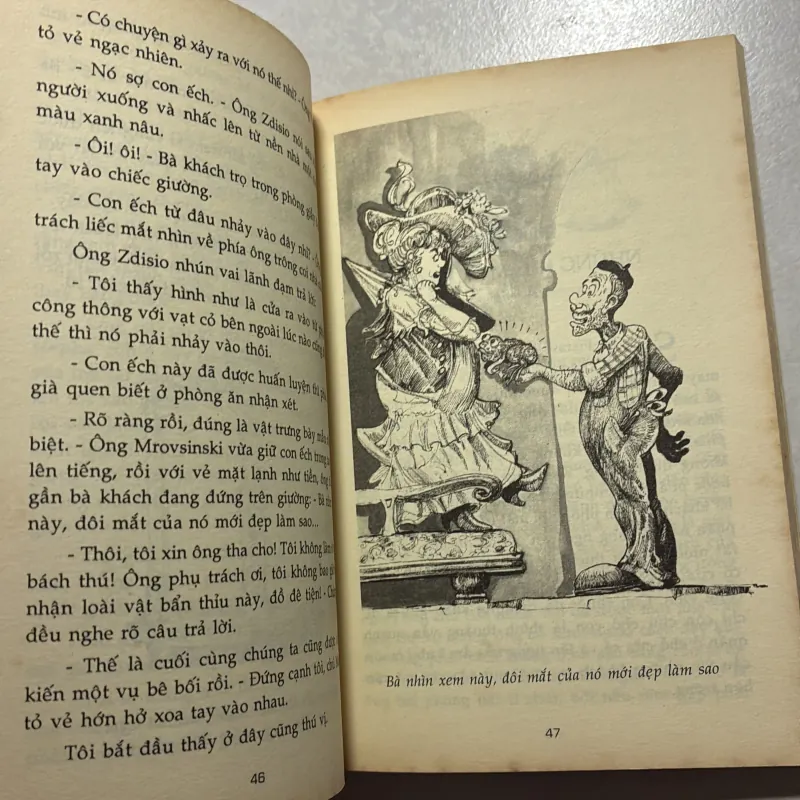 - Có chuyện gì xảy ra với nó thế nhỉ? -
tỏ vẻ ngạc nhiên.
- Nó sợ con ếch. - Ông Zdisio nói
người xuống và nhấc lên từ nền nhà
màu xanh nâu.
- Ôi! ôi! - Bà khách trọ trong phòng
tay vào chiếc giường.
- Con ếch từ đâu nhảy vào đây nhỉ? -
trách liếc mắt nhìn về phía ông trông coi
Ông Zdisio nhún vai lãnh đạm trả lời:
- Tôi thấy hình như là cửa ra vào
công thông với vạt cỏ bên ngoài lúc nào
thế thì nó phải nhảy vào thôi.
- Con ếch này đã được huấn luyện thì
già quen biết ở phòng ăn nhận xét.
- Rõ ràng rồi, đúng là vật trưng bày
biệt. - Ông Mrovsinski vừa giữ con ếch trong
lên tiếng, rồi với vẻ mặt lạnh như tiền, ông
gần bà khách đang đứng trên giường: - Bà
này, đôi mắt của nó mới đẹp làm sao...
- Thôi, tôi xin ông tha cho! Tôi không
bách thú! Ông phụ trách ơi, tôi không bao
nhận loài vật bẩn thỉu này, đồ đê tiện! -
đều nghe rõ câu trả lời.
- Thế là cuối cùng chúng ta cũng được
kiến một vụ bê bối rồi. - Đứng cạnh tôi,
tỏ vẻ hớn hở xoa tay vào nhau.
Tôi bắt đầu thấy ở đây cũng thú vị.
46
Bà nhìn xem này, đôi mắt của nó mới đẹp làm sao
47